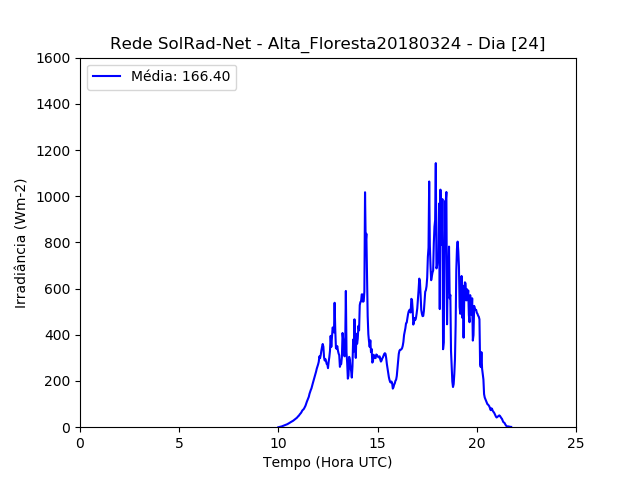 Rede SolRad-Net - Alta_Floresta20180324 - Dia [24]
Média: 166.40
Irradiância (Wm-2)
1600
1400
1200
1000
800
600
400
200
0
0 5 10 15 20 25
Tempo (Hora UTC)